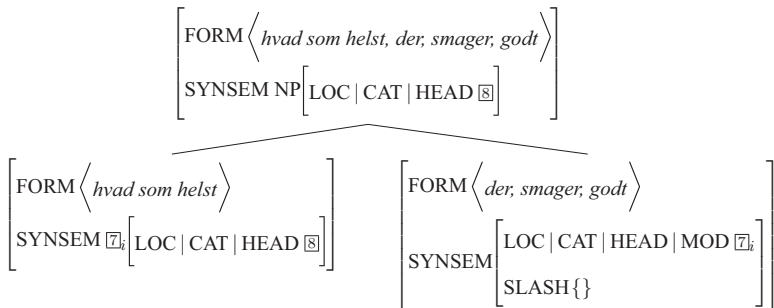 FORM ⟨hvad som helst, der, smager, godt⟩
SYNSEM NP[LOC | CAT | HEAD 8]
FORM ⟨hvad som helst⟩
SYNSEM 7i[LOC | CAT | HEAD 8]
FORM ⟨der, smager, godt⟩
LOC | CAT | HEAD | MOD 7i
SYNSEM
SLASH {}